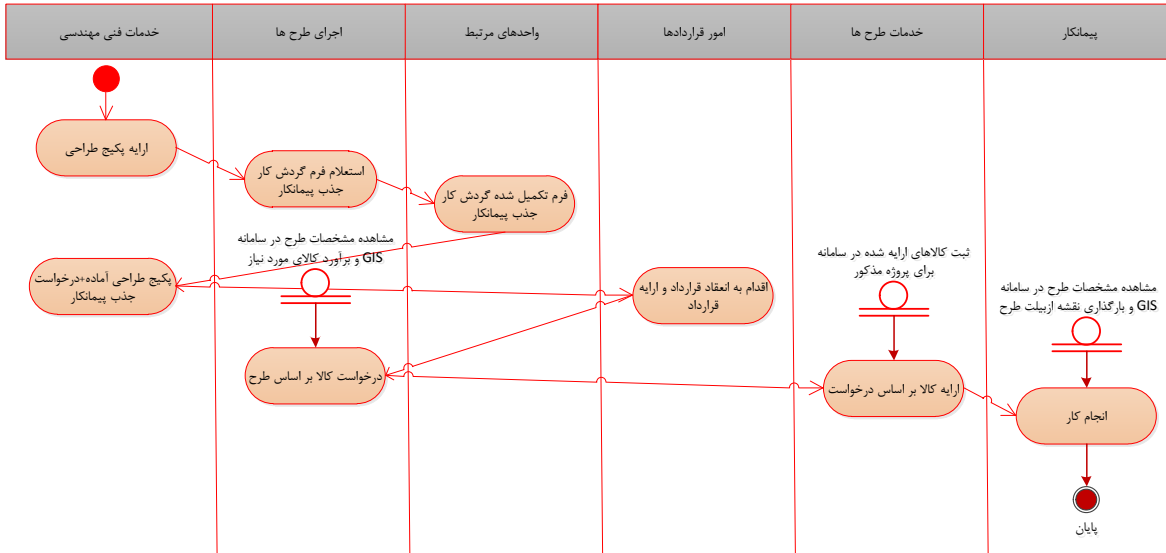 پیمانکار
خدمات طرح ها
امور قراردادها
واحدهای مرتبط
اجرای طرح ها
خدمات فنی مهندسی
ارایه پکیج طراحی
استعلام فرم گردش کار
جذب پیمانکار
فرم تکمیل شده گردش کار
جذب پیمانکار
مشاهده مشخصات طرح در سامانه
GIS و برآورد کالای مورد نیاز
پکیج طراحی آماده+درخواست
جذب پیمانکار
اقدام به انعقاد قرارداد و ارایه
قرارداد
ثبت کالاهای ارایه شده در سامانه
برای پروژه مذکور
مشاهده مشخصات طرح در سامانه
GIS و بارگذاری نقشه ازبیلت طرح
درخواست کالا بر اساس طرح
ارایه کالا بر اساس درخواست
انجام کار
پایان